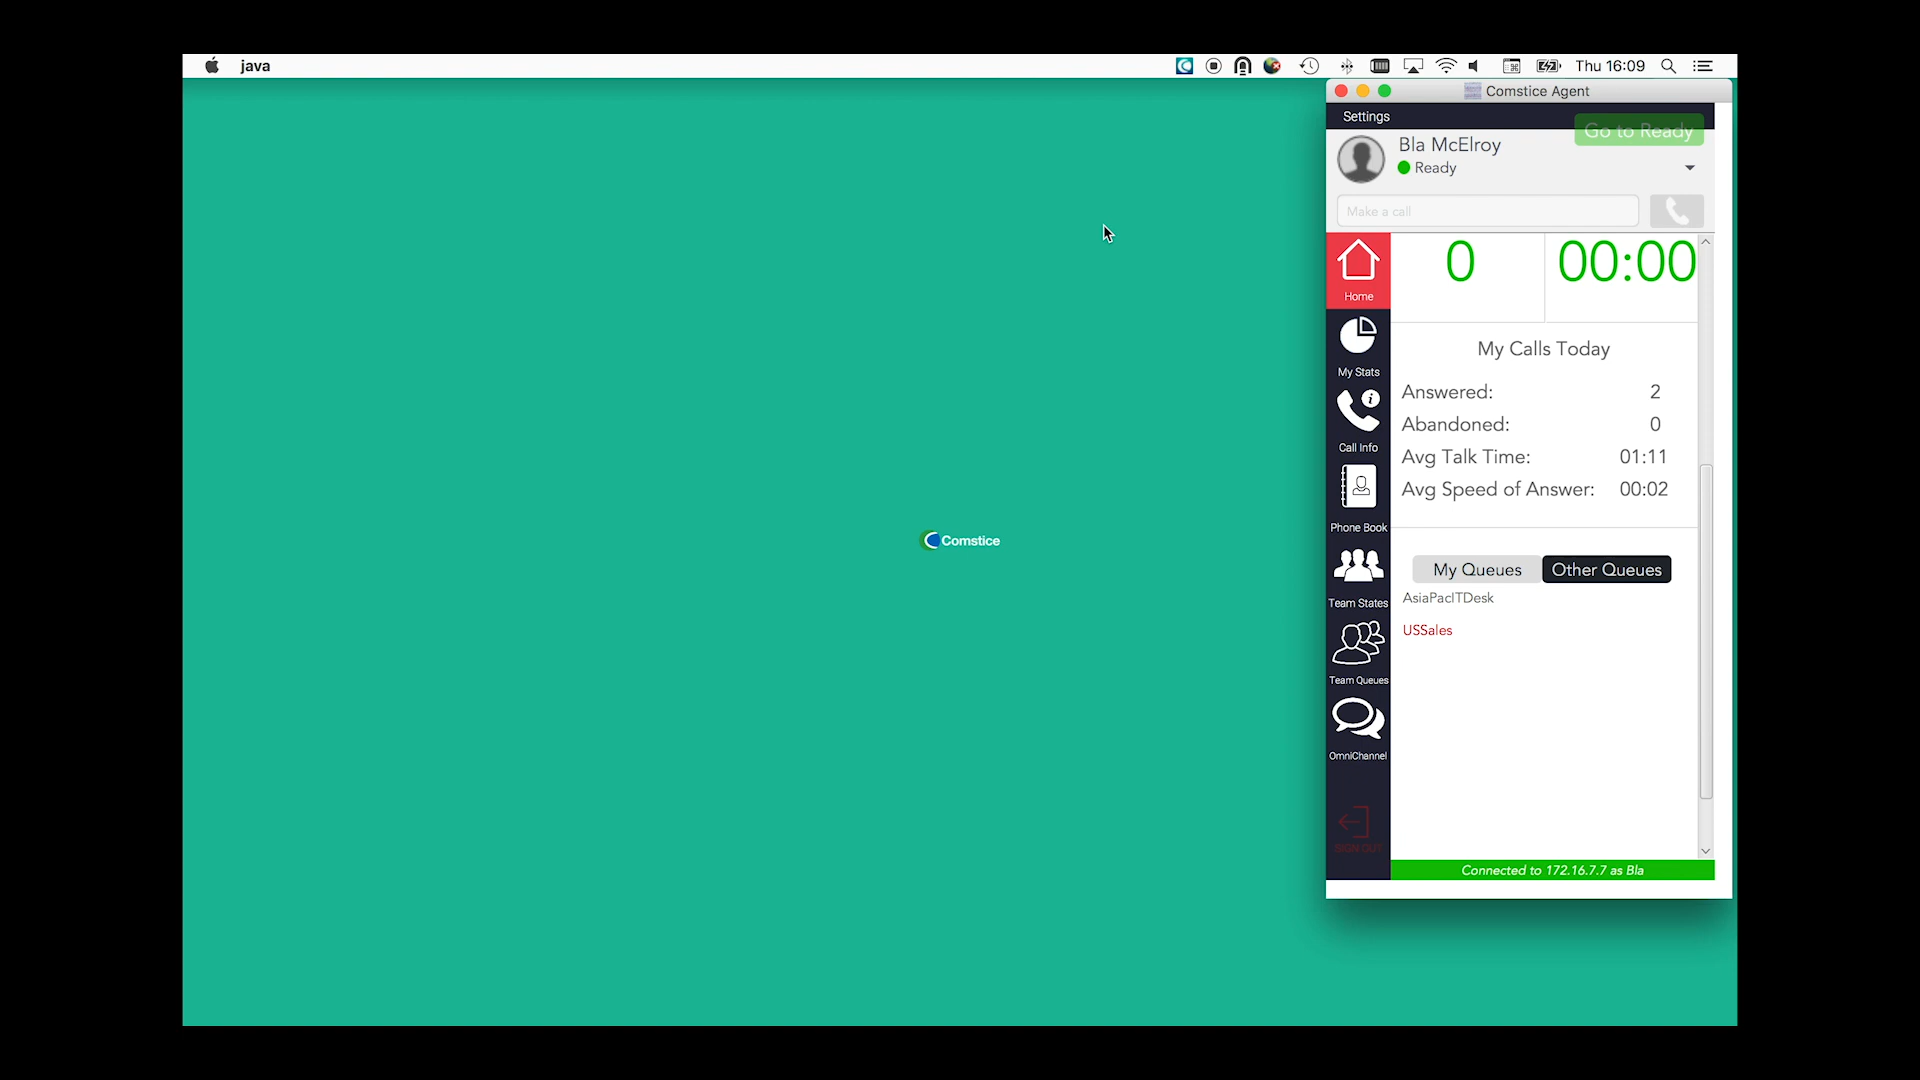 java
Thu 16:09
Comstice Agent
Settings
Go to Ready
Bla McElroy
Ready
Make a call
0
00:00
Home
My Calls Today
My Stats
Answered: 2
Abandoned: 0
Call Info
Avg Talk Time: 01:11
Avg Speed of Answer: 00:02
Phone Book
Comstice
My Queues
Other Queues
AsiaPacITDesk
Team States
USSales
Team Queues
OmniChannel
SIGN OUT
Connected to 172.16.7.7 as Bla